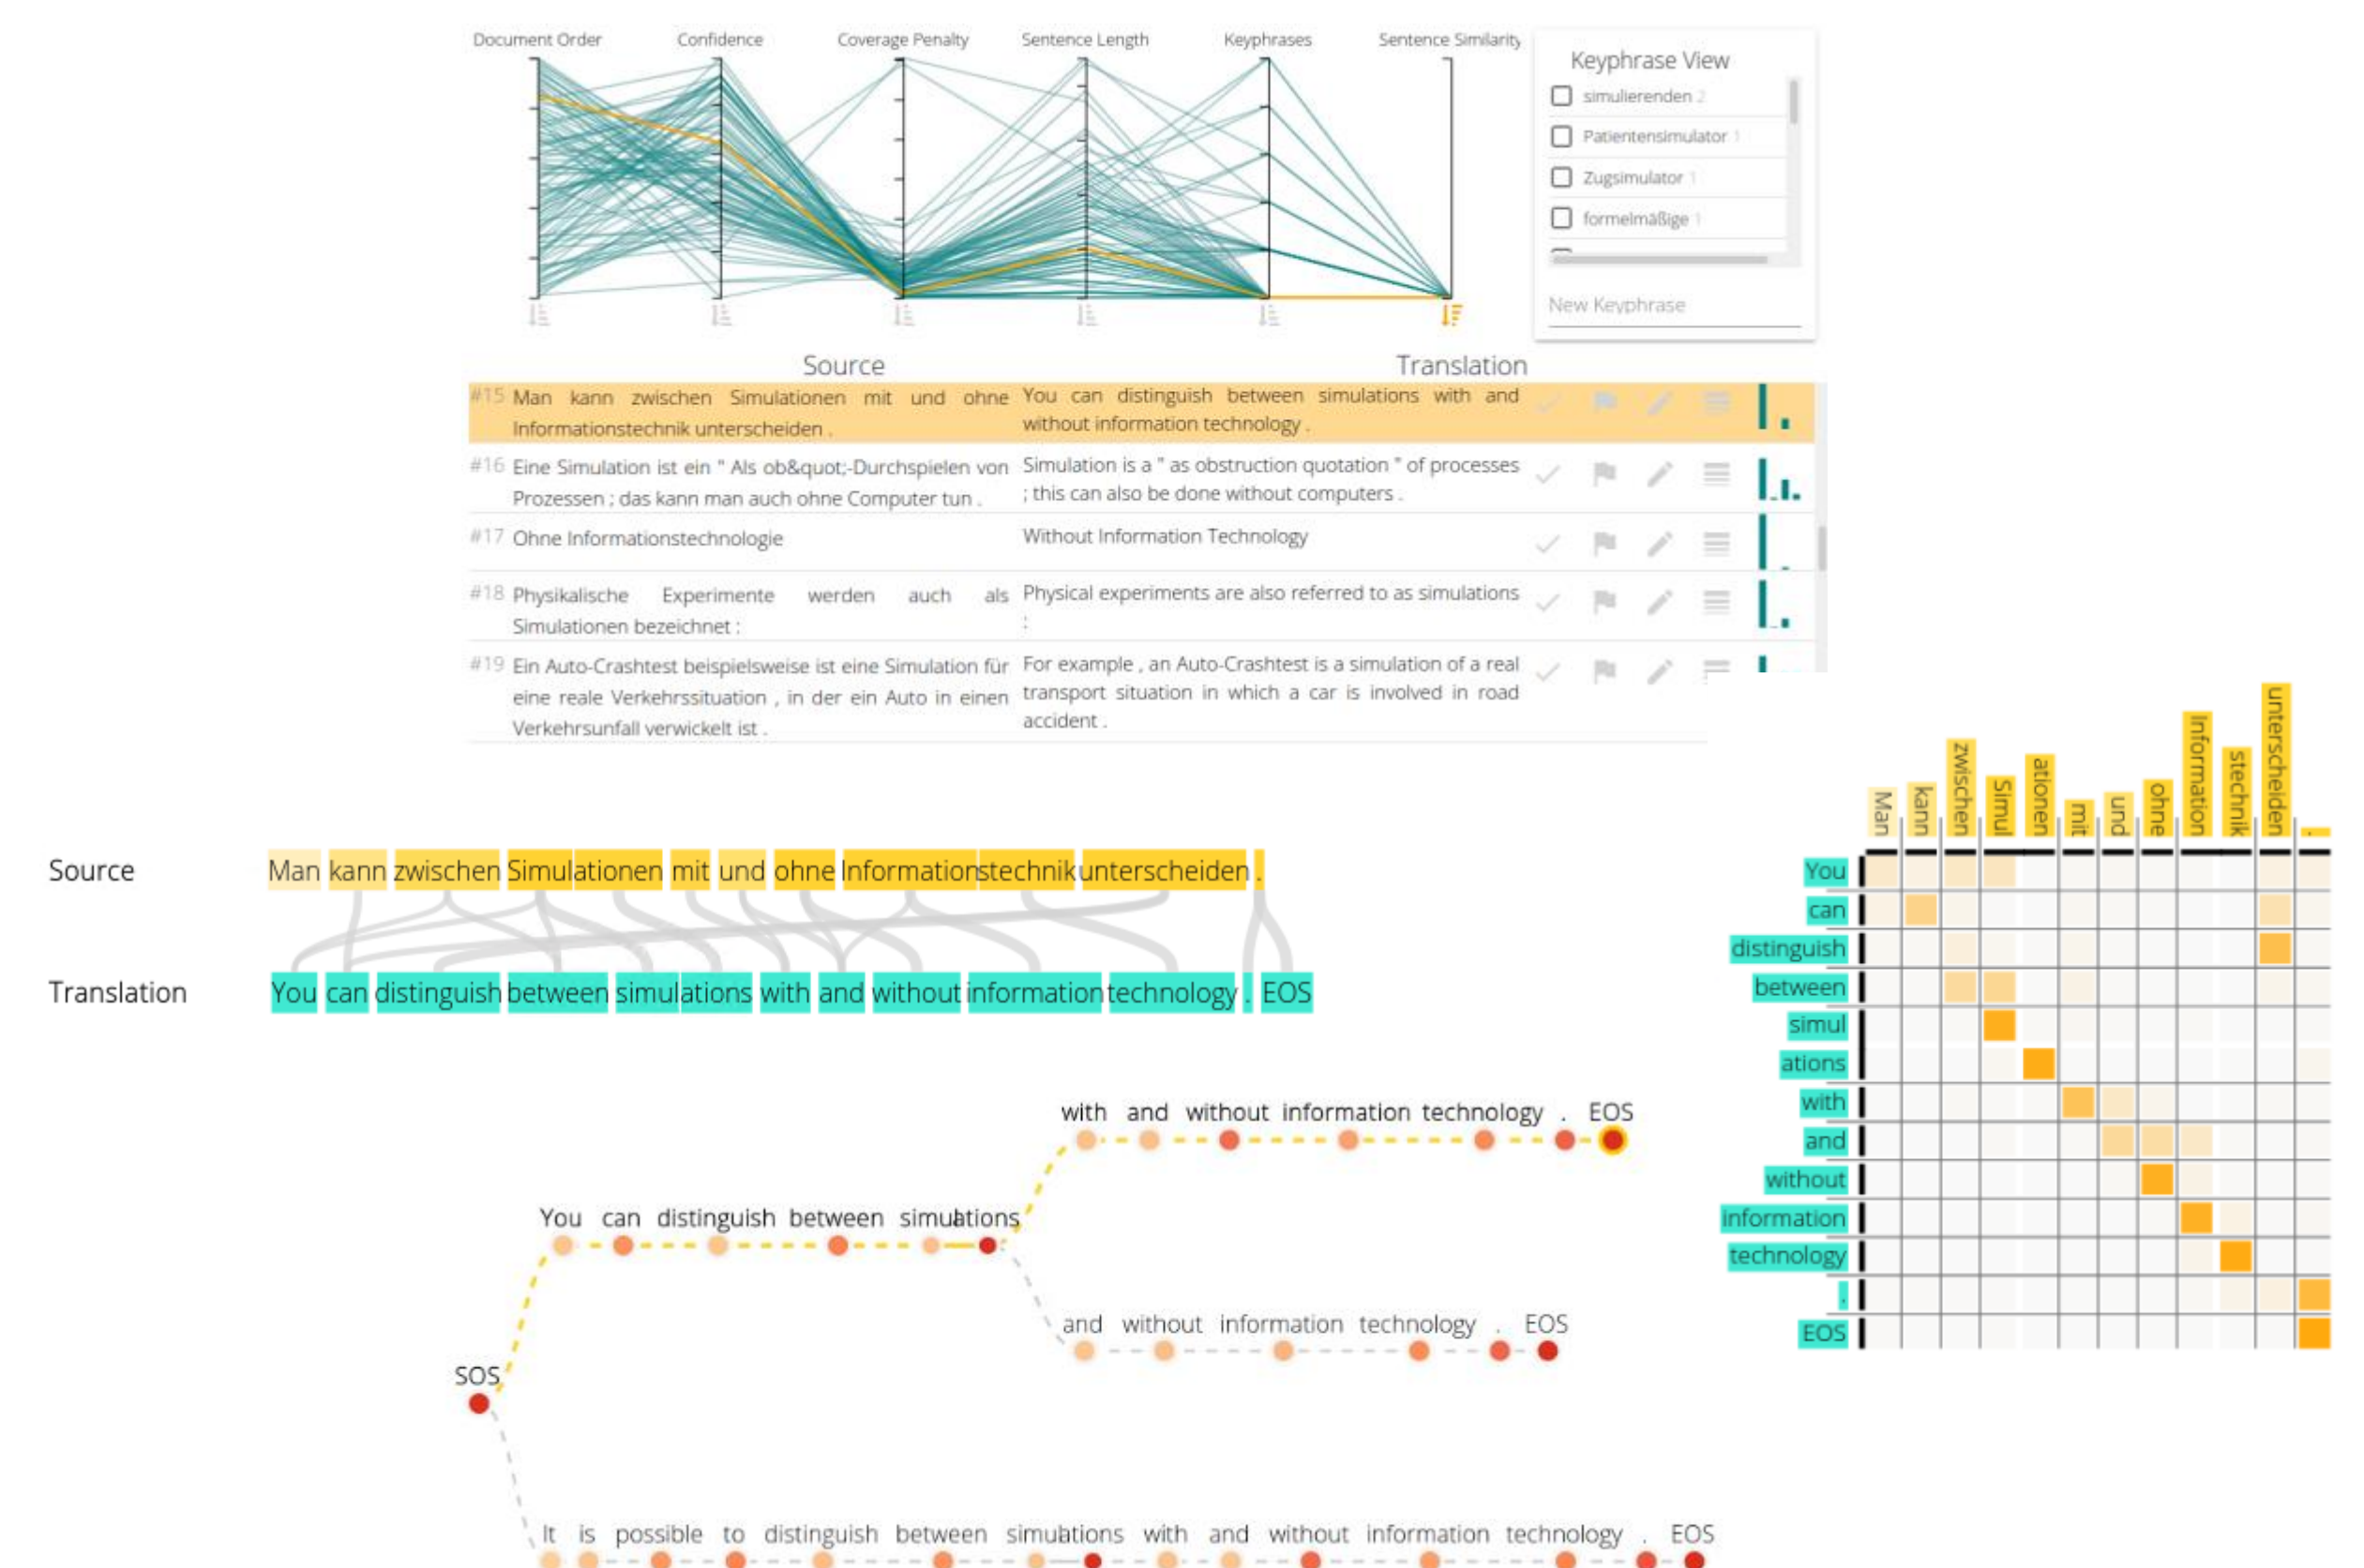 Document Order Confidence Coverage Penalty Sentence Length Keyphrases Sentence Similarity
Keyphrase View
simulierenden 2
Patientensimulator 1
Zugsimulator 1
formelmäßige 1
New Keyphrase
Source Translation
#15 Man kann zwischen Simulationen mit und ohne
Informationstechnik unterscheiden .
You can distinguish between simulations with and
without information technology .
#16 Eine Simulation ist ein " Als ob&quot;-Durchspielen von
Prozessen ; das kann man auch ohne Computer tun .
Simulation is a " as obstruction quotation " of processes
; this can also be done without computers .
#17 Ohne Informationstechnologie
Without Information Technology
#18 Physikalische Experimente werden auch als
Simulationen bezeichnet :
Physical experiments are also referred to as simulations
:
#19 Ein Auto-Crashtest beispielsweise ist eine Simulation für
eine reale Verkehrssituation , in der ein Auto in einen
Verkehrsunfall verwickelt ist .
For example , an Auto-Crashtest is a simulation of a real
transport situation in which a car is involved in road
accident .
Source Man kann zwischen Simulationen mit und ohne Informationstechnik unterscheiden .
Translation You can distinguish between simulations with and without information technology . EOS
Man
kann
zwischen
Simul
ationen
mit
und
ohne
Information
stechnik
unterscheiden
.
You
can
distinguish
between
simul
ations
with
and
without
information
technology
.
EOS
with and without information technology . EOS
You can distinguish between simulations
and without information technology . EOS
SOS
It is possible to distinguish between simulations with and without information technology . EOS